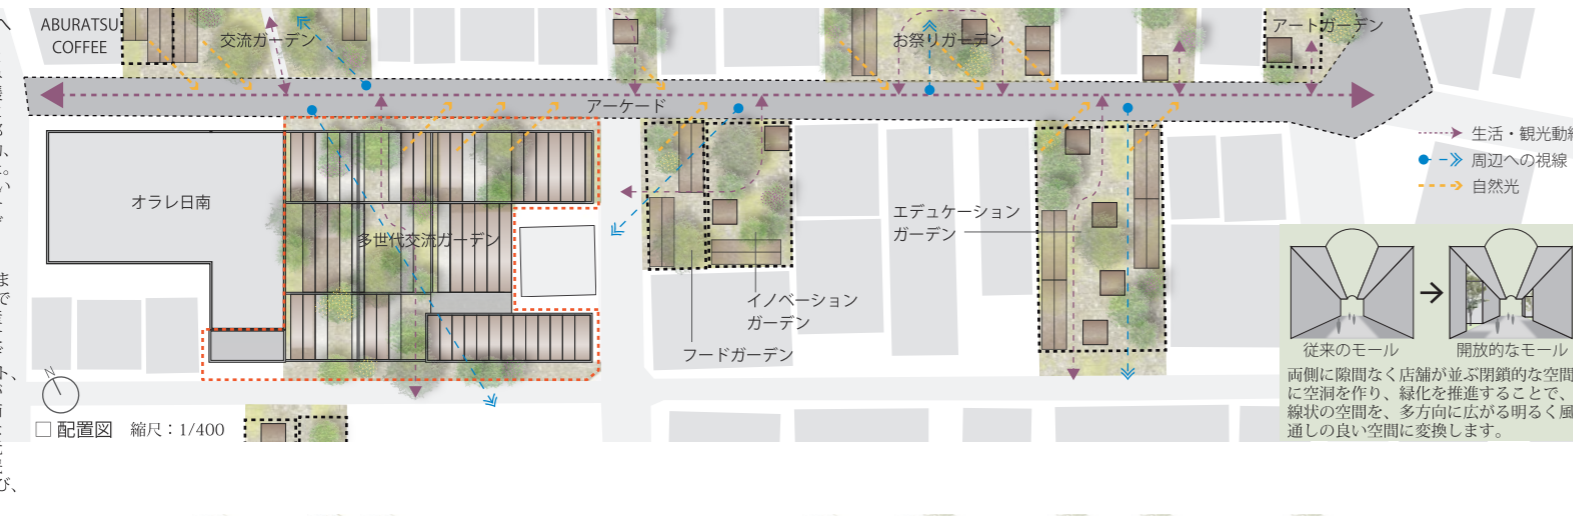 ABURATSU
COFFEE
交流ガーデン
お祭りガーデン
アートガーデン
アーケード
オラレ日南
多世代交流ガーデン
エデュケーション
ガーデン
イノベーション
ガーデン
フードガーデン
生活・観光動線
周辺への視線
自然光
従来のモール
開放的なモール
両側に隙間なく店舗が並ぶ閉鎖的な空間
に空洞を作り、緑化を推進することで、
線状の空間を、多方向に広がる明るく風
通しの良い空間に変換します。
N
□ 配置図 縮尺：1/400